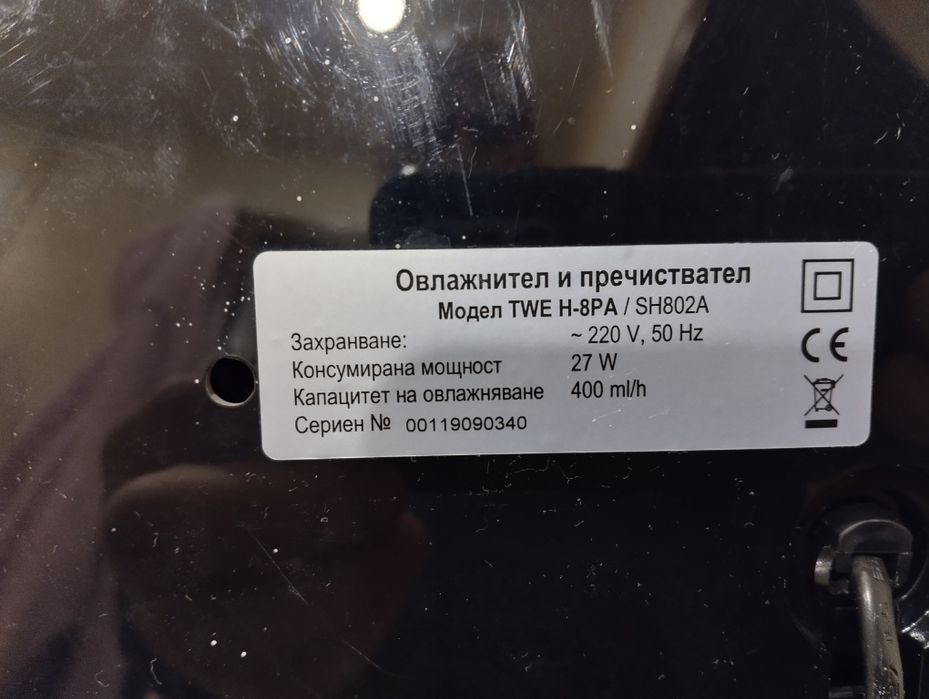 Овлажнител и пречиствател
Модел TWE H-8PA / SH802A
Захранване: ~ 220 V, 50 Hz
Консумирана мощност 27 W
Капацитет на овлажняване 400 ml/h
Сериен № 00119090340
CE